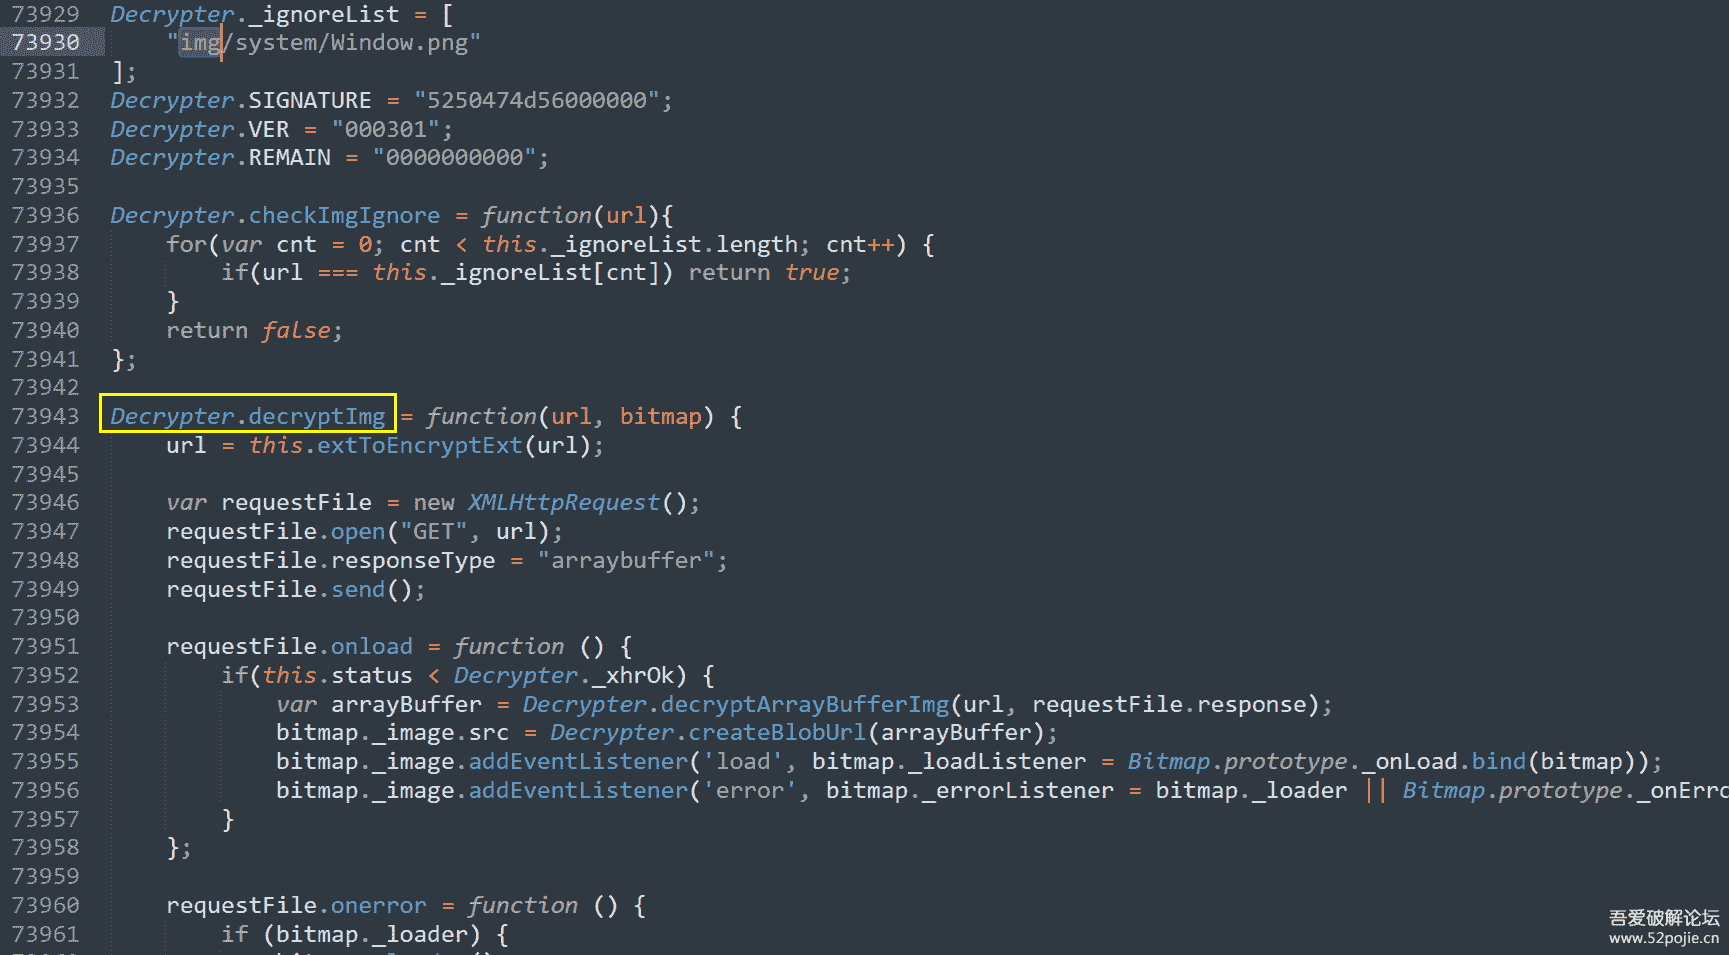 73929 Decrypter._ignoreList = [
73930 "img/system/Window.png"
73931 ];
73932 Decrypter.SIGNATURE = "5250474d56000000";
73933 Decrypter.VER = "000301";
73934 Decrypter.REMAIN = "0000000000";
73935
73936 Decrypter.checkImgIgnore = function(url){
73937 for(var cnt = 0; cnt < this._ignoreList.length; cnt++) {
73938 if(url === this._ignoreList[cnt]) return true;
73939 }
73940 return false;
73941 };
73942
73943 Decrypter.decryptImg = function(url, bitmap) {
73944 url = this.extToEncryptExt(url);
73945
73946 var requestFile = new XMLHttpRequest();
73947 requestFile.open("GET", url);
73948 requestFile.responseType = "arraybuffer";
73949 requestFile.send();
73950
73951 requestFile.onload = function () {
73952 if(this.status < Decrypter._xhrOk) {
73953 var arrayBuffer = Decrypter.decryptArrayBufferImg(url, requestFile.response);
73954 bitmap._image.src = Decrypter.createBlobUrl(arrayBuffer);
73955 bitmap._image.addEventListener('load', bitmap._loadListener = Bitmap.prototype._onLoad.bind(bitmap));
73956 bitmap._image.addEventListener('error', bitmap._errorListener = bitmap._loader || Bitmap.prototype._onErro
73957 }
73958 };
73959
73960 requestFile.onerror = function () {
73961 if (bitmap._loader) {
吾爱破解论坛
www.52pojie.cn